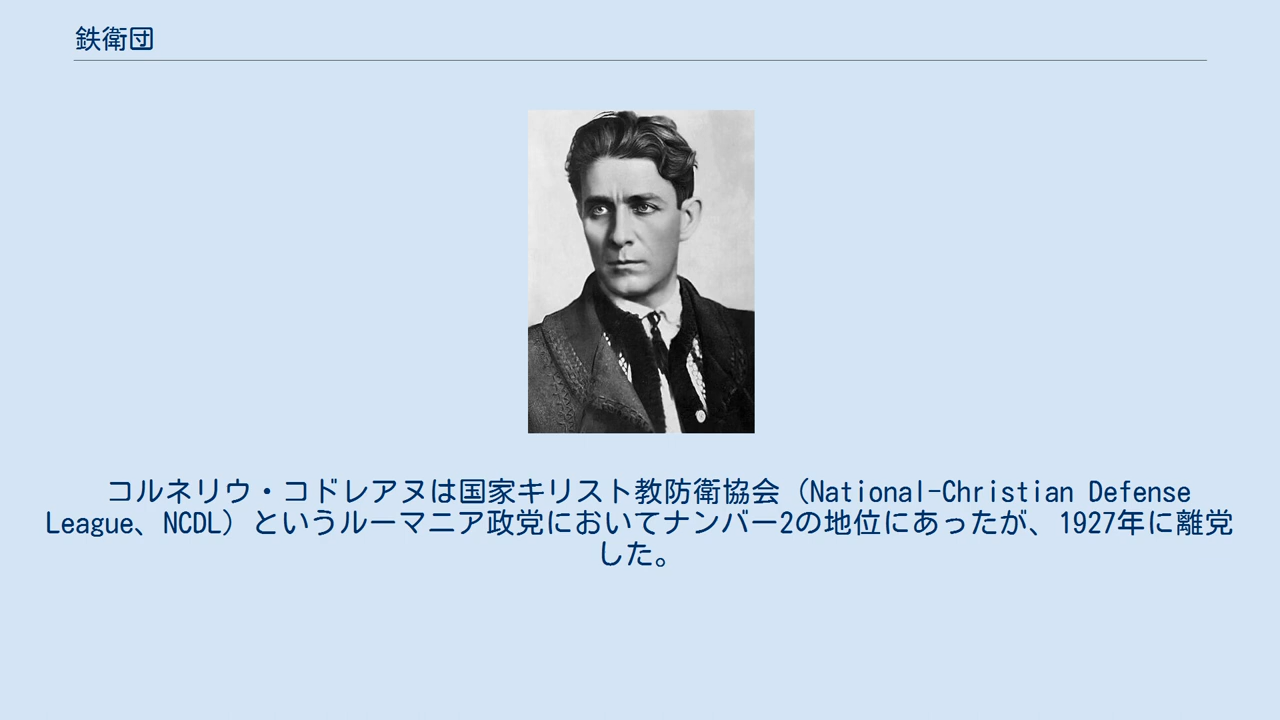 鉄衛団
コルネリウ・コドレアヌは国家キリスト教防衛協会（National-Christian Defense
League、NCDL）というルーマニア政党においてナンバー2の地位にあったが、1927年に離党
した。